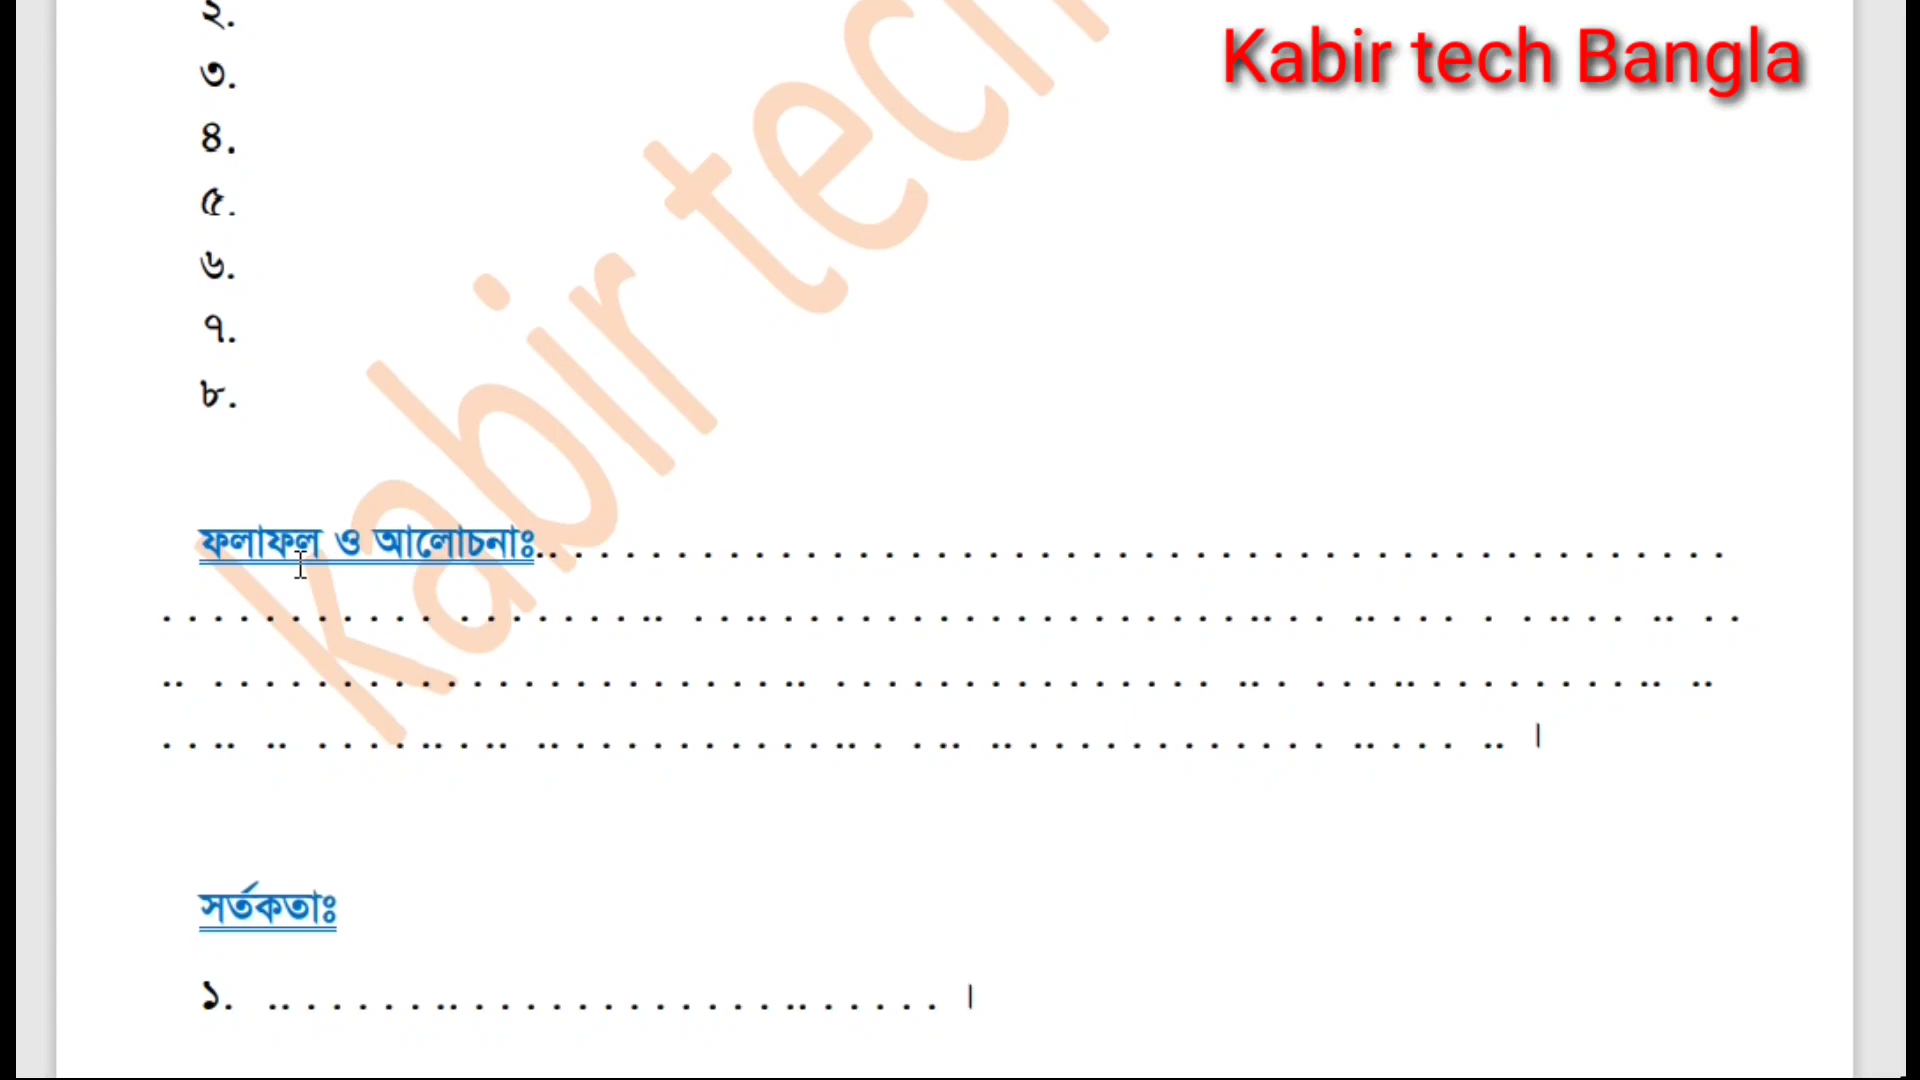 ২.
Kabir tech Bangla
৩.
৪.
৫.
৬.
৭.
৮.
Kabir tech
ফলাফল ও আলোচনাঃ.. . . . . . . . . . . . . . . . . . . . . . . . . . . . . . . . . . . . . . . . . . . . .
. . . . . . . . . . . . . . . . . . .. . . .. . . . . . . . . . . . . . . . . . .. . . .. . . . . . .. . . .. . .
.. . . . . . . . . . . . . . . . . . . . . . .. . . . . . . . . . . . . . . . .. . . . . .. . . . . . . . . .. ..
. . .. .. . . . . .. . .. .. . . . . . . . . . .. . . .. .. . . . . . . . . . . . .. . . . .. ।
সর্তকতাঃ
১. .. . . . . . .. . . . . . . . . . . . .. . . . . . ।